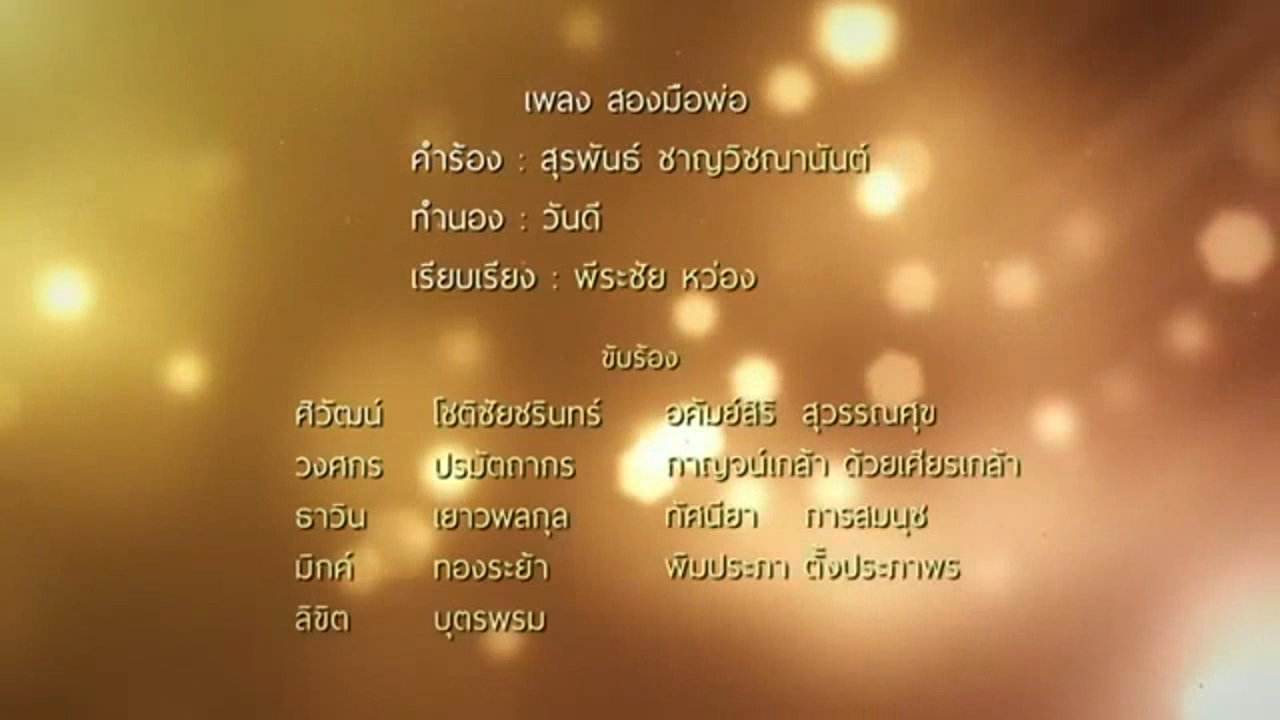 เพลง สองมือพ่อ
คำร้อง : สุรพันธ์ ชาญวิชณานันต์
ทำนอง : วันดี
เรียบเรียง : พีระชัย หว่อง
ขับร้อง
ศิวัฒน์ โชติชัยชรินทร์ อคัมย์สิริ สุวรรณศุข
วงศกร ปรมัตถากร กาญจน์เกล้า ด้วยเศียรเกล้า
ธาวิน เยาวพลกุล ทัศนียา การสมนุช
มิกค์ ทองระย้า พิมประภา ตั้งประภาพร
ลิขิต บุตรพรม